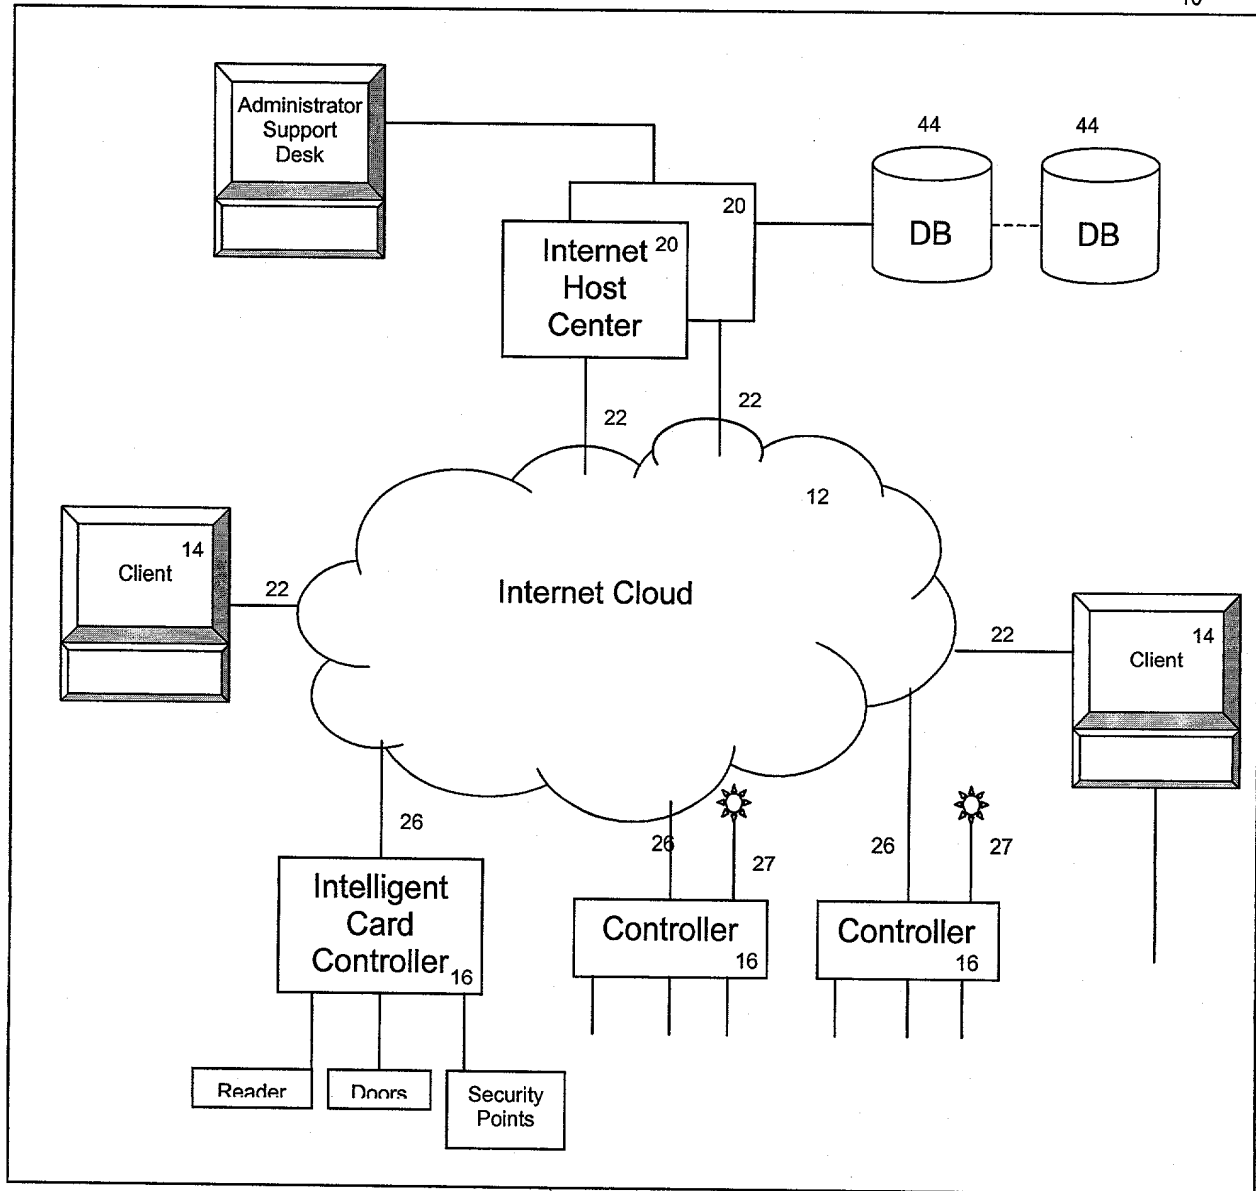 Administrator
Support
Desk
44
44
20
DB
DB
Internet 20
Host
Center
22
22
12
14
Client
22
Internet Cloud
22
14
Client
26
26
27
26
27
Intelligent
Card
Controller 16
Controller
16
Controller
16
Reader
Doors
Security
Points